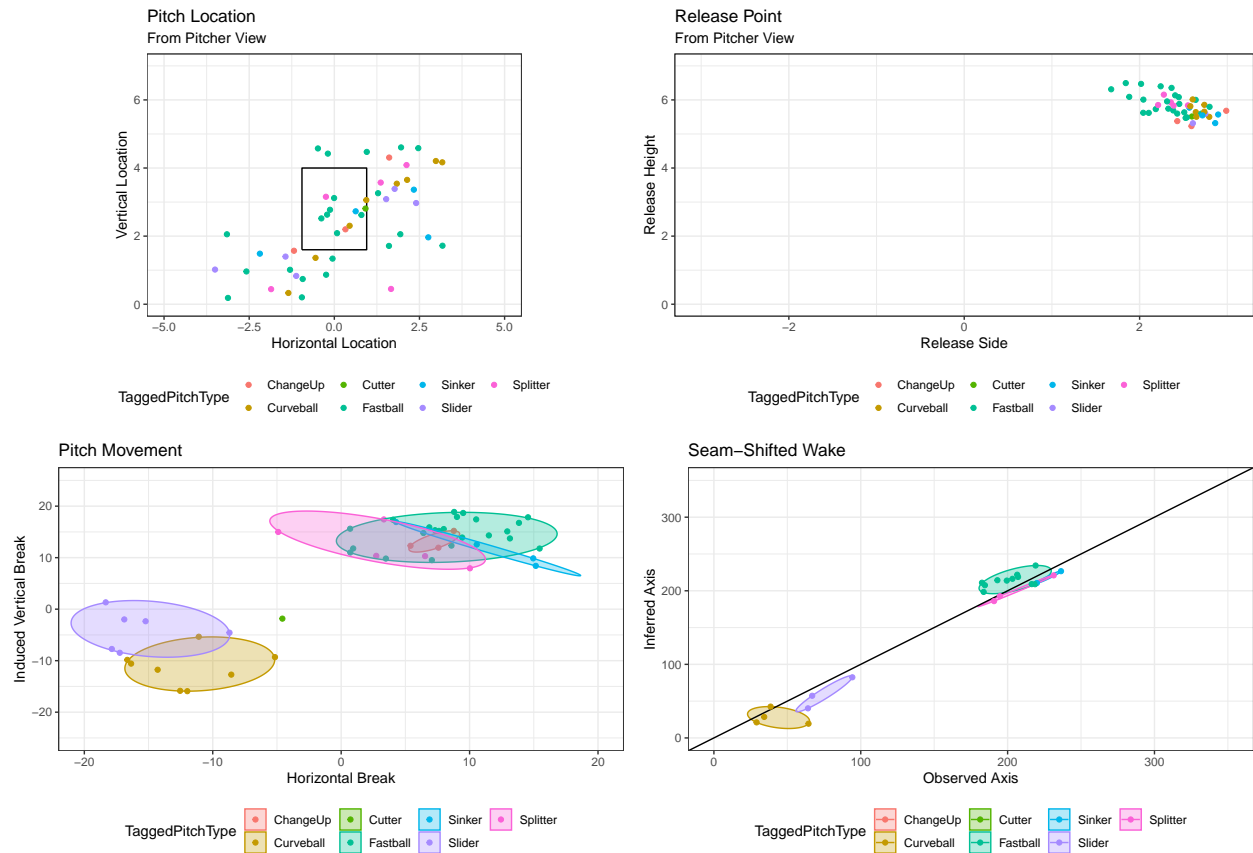 Pitch Location
From Pitcher View
Vertical Location
6
4
2
0
−5.0 −2.5 0.0 2.5 5.0
Horizontal Location
TaggedPitchType
ChangeUp Cutter Sinker Splitter
Curveball Fastball Slider
Release Point
From Pitcher View
Release Height
6
4
2
0
−2 0 2
Release Side
TaggedPitchType
ChangeUp Cutter Sinker Splitter
Curveball Fastball Slider
Pitch Movement
Induced Vertical Break
20
10
0
−10
−20
−20 −10 0 10 20
Horizontal Break
TaggedPitchType
ChangeUp Cutter Sinker Splitter
Curveball Fastball Slider
Seam−Shifted Wake
Inferred Axis
300
200
100
0
0 100 200 300
Observed Axis
TaggedPitchType
ChangeUp Cutter Sinker Splitter
Curveball Fastball Slider